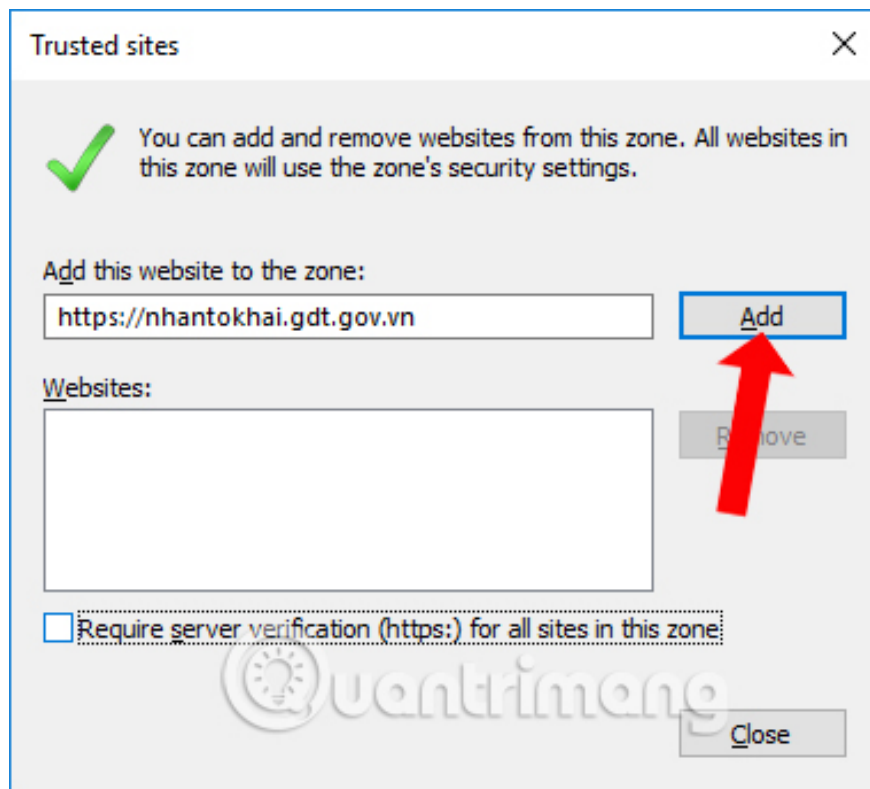 Trusted sites
You can add and remove websites from this zone. All websites in
this zone will use the zone's security settings.
Add this website to the zone:
https://nhantokhai.gdt.gov.vn
Add
Websites:
Remove
Require server verification (https:) for all sites in this zone
Quantrimang
Close